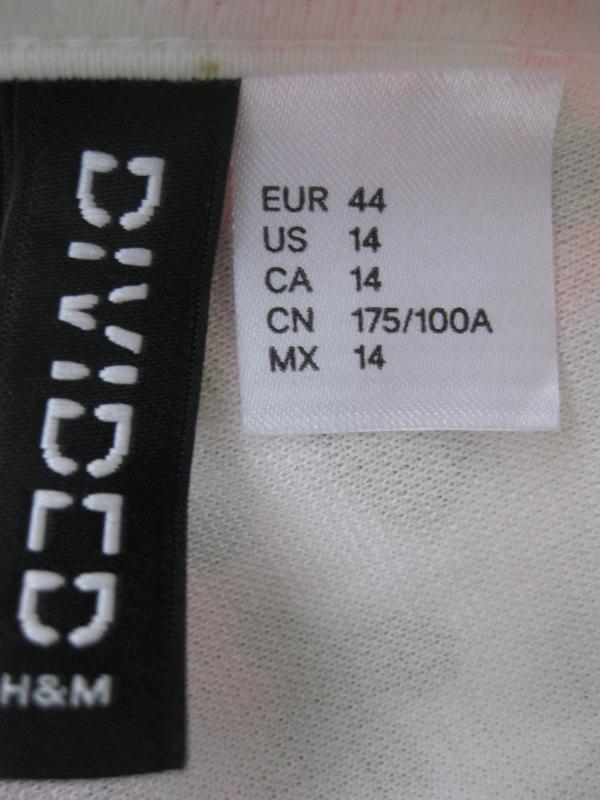 DIVIDED
H&M
EUR 44
US 14
CA 14
CN 175/100A
MX 14